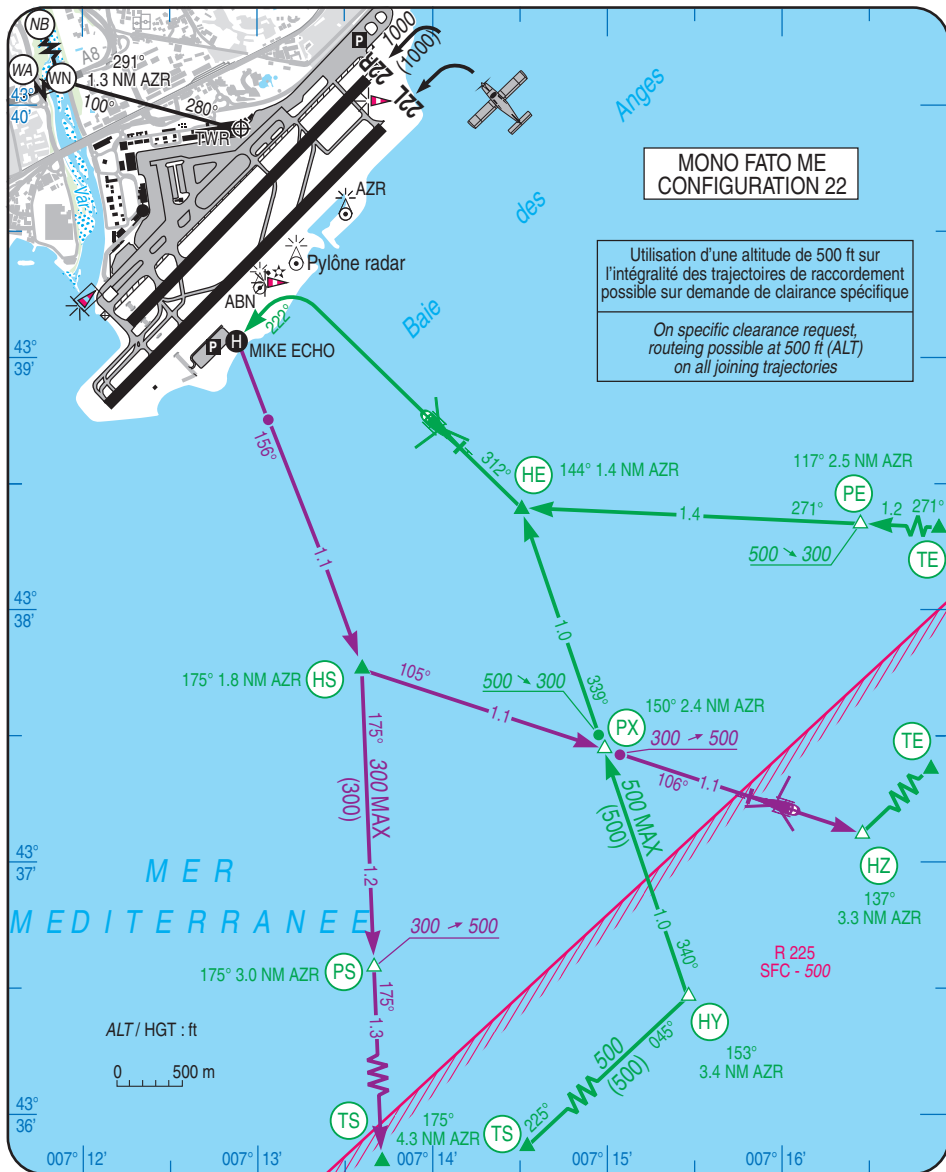 NB
WA
WN
A8
291°
1.3 NM AZR
100°
280°
TWR
Var
P
1000
(1000)
22R
22L
43°
40'
Baie
des
Anges
MONO FATO ME
CONFIGURATION 22
Utilisation d'une altitude de 500 ft sur
l'intégralité des trajectoires de raccordement
possible sur demande de clairance spécifique
On specific clearance request,
routeing possible at 500 ft (ALT)
on all joining trajectories
AZR
Pylône radar
ABN
222°
P
H
MIKE ECHO
43°
39'
156°
312°
HE
144° 1.4 NM AZR
117° 2.5 NM AZR
PE
1.4
271°
1.2
271°
500 ↘ 300
TE
1.1
43°
38'
1.0
339°
175° 1.8 NM AZR
HS
105°
1.1
500 ↘ 300
PX
150° 2.4 NM AZR
300 ↗ 500
TE
175°
300 MAX
(300)
500 MAX
(500)
106°
1.1
HZ
137°
3.3 NM AZR
43°
37'
1.2
MER
MEDITERRANEE
300 ↗ 500
175° 3.0 NM AZR
PS
175°
1.3
1.0
340°
R 225
SFC - 500
HY
153°
3.4 NM AZR
045°
500
(500)
225°
ALT / HGT : ft
0 500 m
43°
36'
TS
175°
4.3 NM AZR
TS
007° 12'
007° 13'
007° 14'
007° 15'
007° 16'